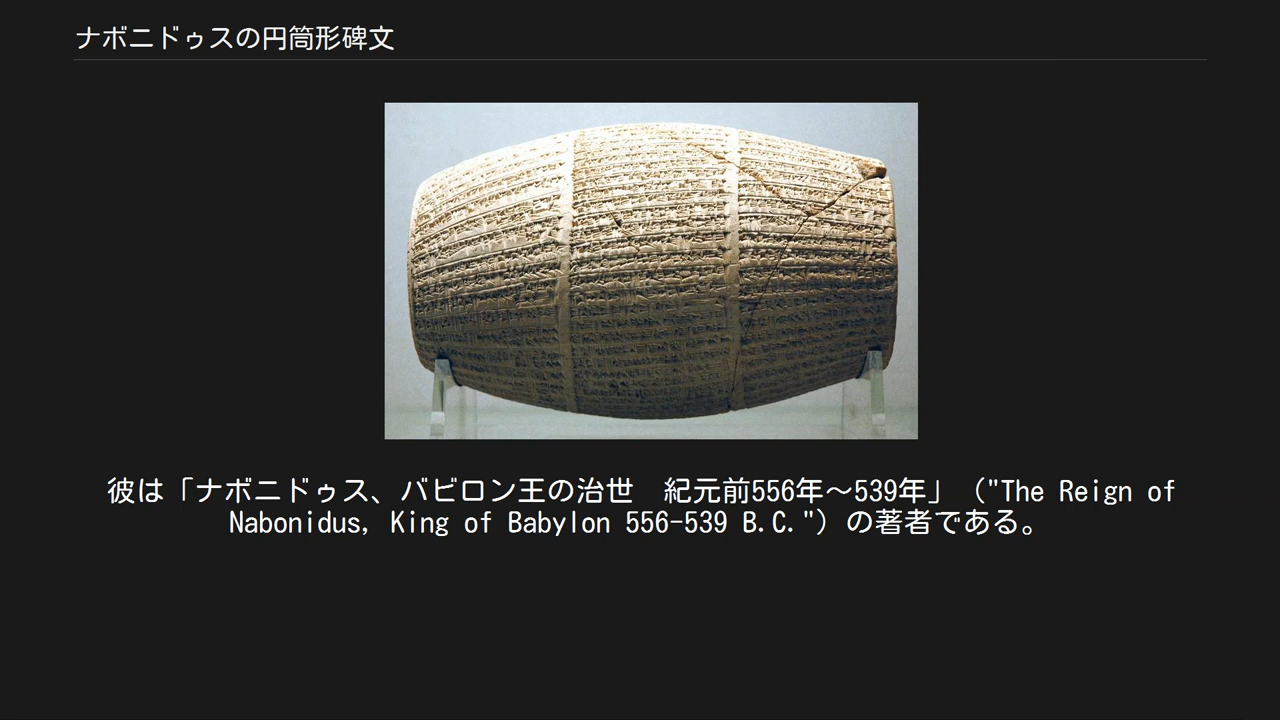 ナボニドゥスの円筒形碑文
彼は「ナボニドゥス、バビロン王の治世　紀元前556年～539年」（"The Reign of
Nabonidus, King of Babylon 556-539 B.C."）の著者である。